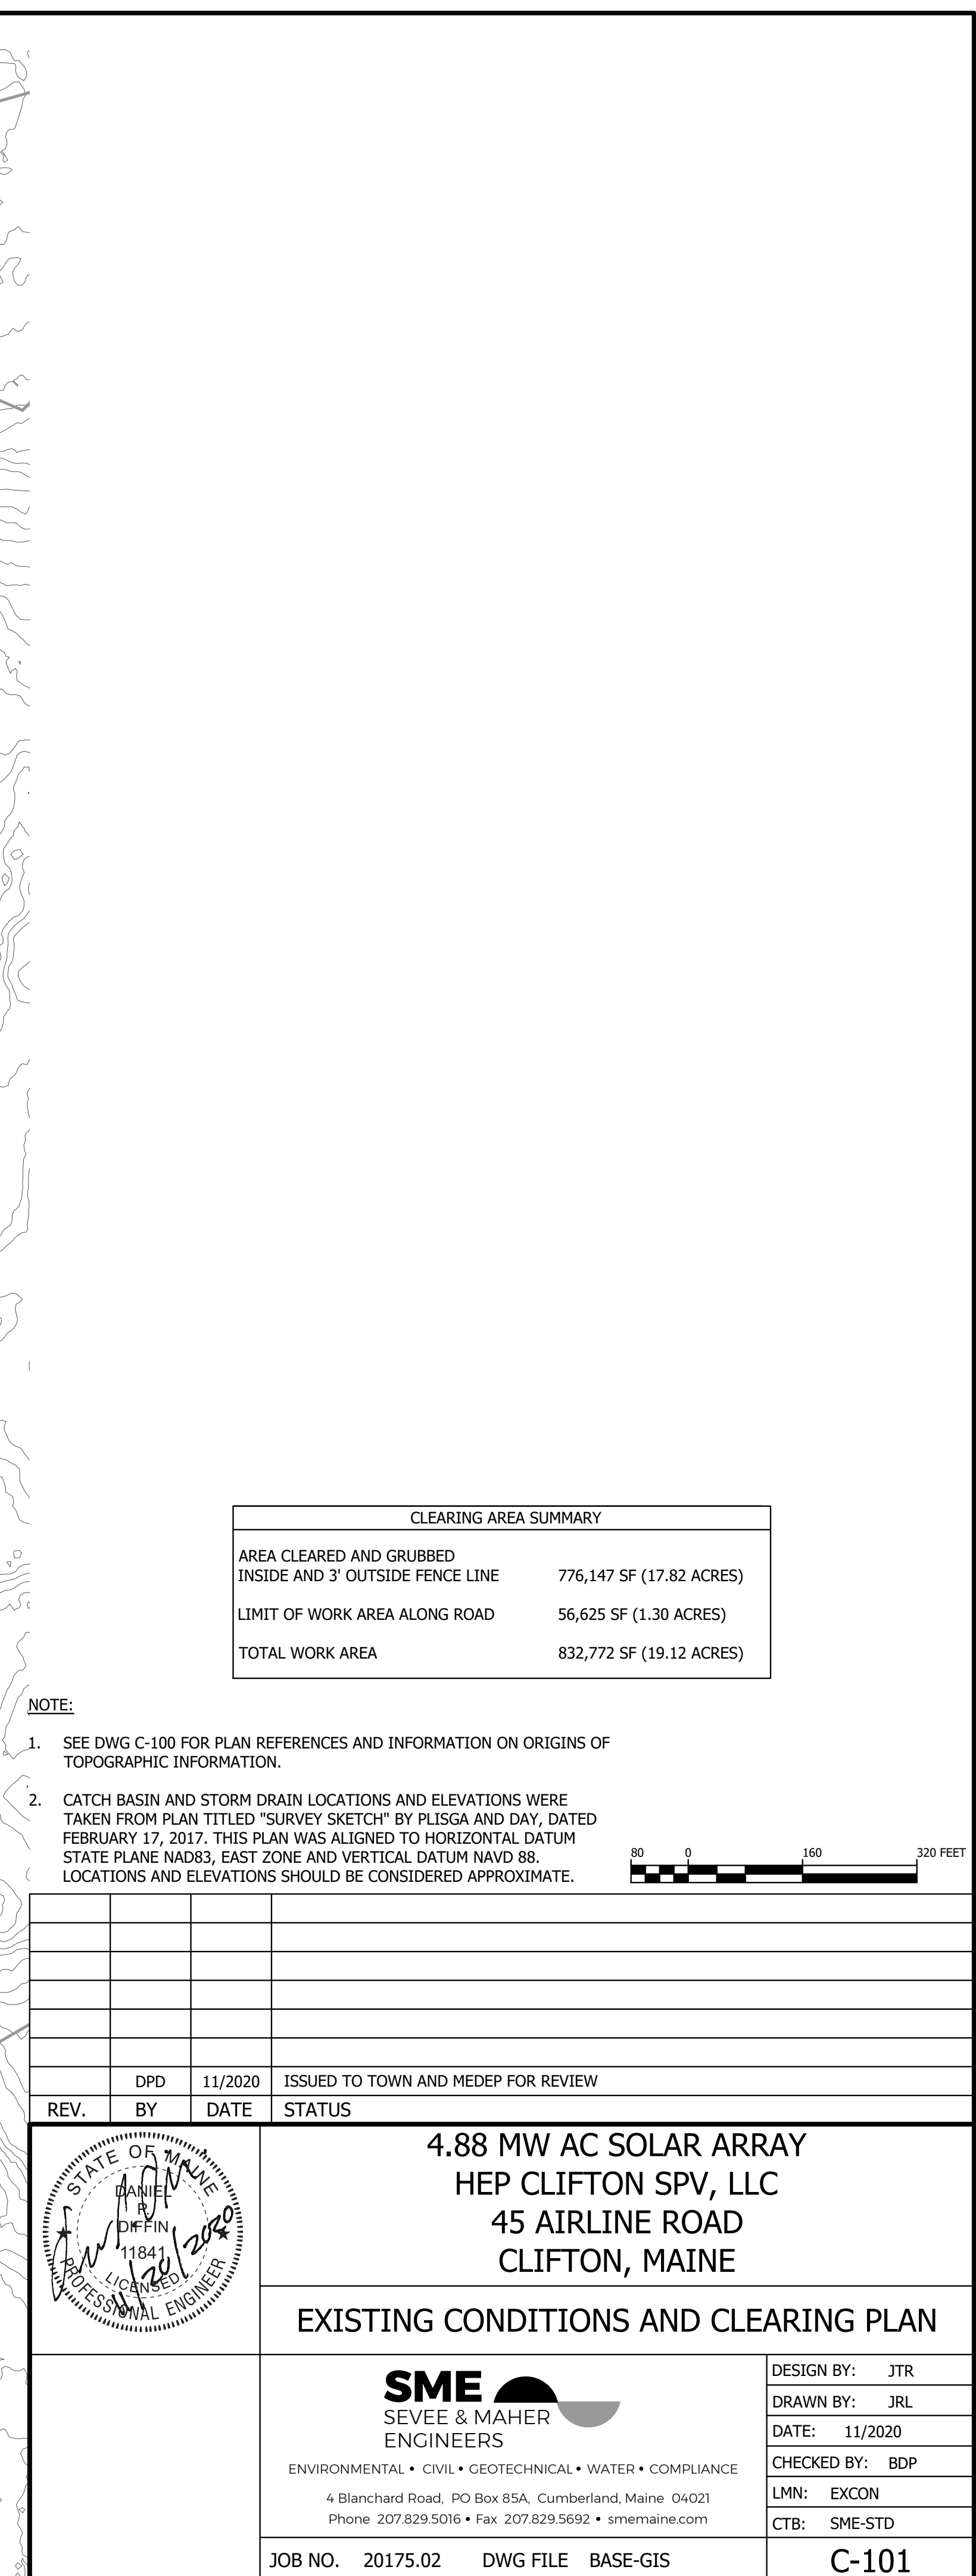 CLEARING AREA SUMMARY
AREA CLEARED AND GRUBBED
INSIDE AND 3' OUTSIDE FENCE LINE 776,147 SF (17.82 ACRES)
LIMIT OF WORK AREA ALONG ROAD 56,625 SF (1.30 ACRES)
TOTAL WORK AREA 832,772 SF (19.12 ACRES)
NOTE:
1. SEE DWG C-100 FOR PLAN REFERENCES AND INFORMATION ON ORIGINS OF
TOPOGRAPHIC INFORMATION.
2. CATCH BASIN AND STORM DRAIN LOCATIONS AND ELEVATIONS WERE
TAKEN FROM PLAN TITLED "SURVEY SKETCH" BY PLISGA AND DAY, DATED
FEBRUARY 17, 2017. THIS PLAN WAS ALIGNED TO HORIZONTAL DATUM
STATE PLANE NAD83, EAST ZONE AND VERTICAL DATUM NAVD 88.
LOCATIONS AND ELEVATIONS SHOULD BE CONSIDERED APPROXIMATE.
80 0 160 320 FEET
DPD 11/2020 ISSUED TO TOWN AND MEDEP FOR REVIEW
REV. BY DATE STATUS
STATE OF MAINE
DANIEL
R.
DIFFIN
11841
LICENSED
PROFESSIONAL ENGINEER
11/20/2020
4.88 MW AC SOLAR ARRAY
HEP CLIFTON SPV, LLC
45 AIRLINE ROAD
CLIFTON, MAINE
EXISTING CONDITIONS AND CLEARING PLAN
SME
SEVEE & MAHER
ENGINEERS
ENVIRONMENTAL • CIVIL • GEOTECHNICAL • WATER • COMPLIANCE
4 Blanchard Road, PO Box 85A, Cumberland, Maine 04021
Phone 207.829.5016 • Fax 207.829.5692 • smemaine.com
DESIGN BY: JTR
DRAWN BY: JRL
DATE: 11/2020
CHECKED BY: BDP
LMN: EXCON
CTB: SME-STD
JOB NO. 20175.02 DWG FILE BASE-GIS
C-101